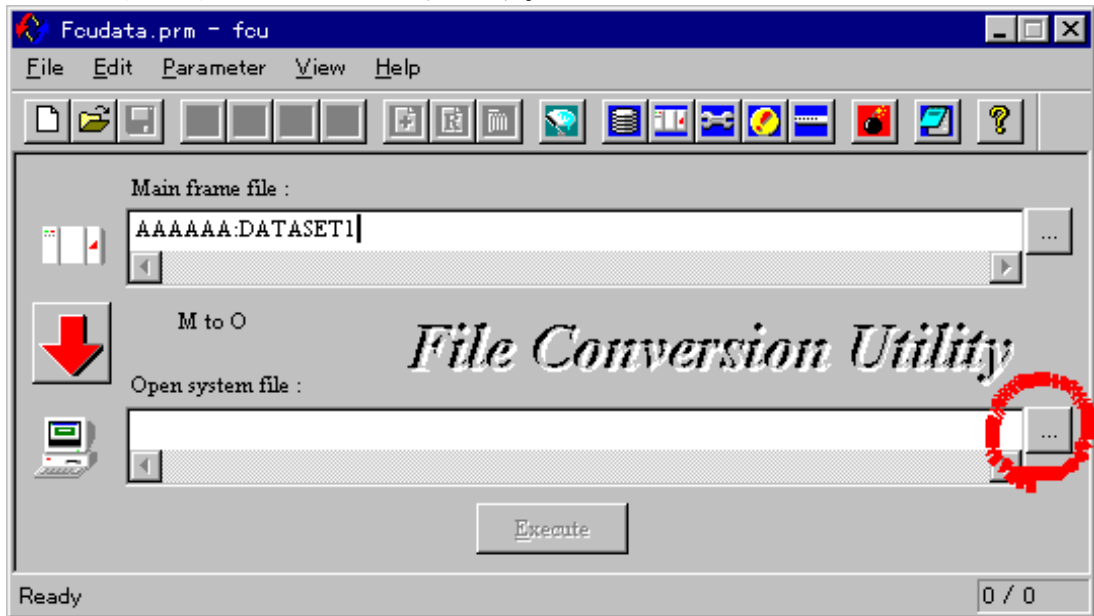 Fcudata.prm - fcu
File Edit Parameter View Help
Main frame file :
AAAAAA:DATASET1
...
M to O
File Conversion Utility
Open system file :
...
Execute
Ready 0 / 0